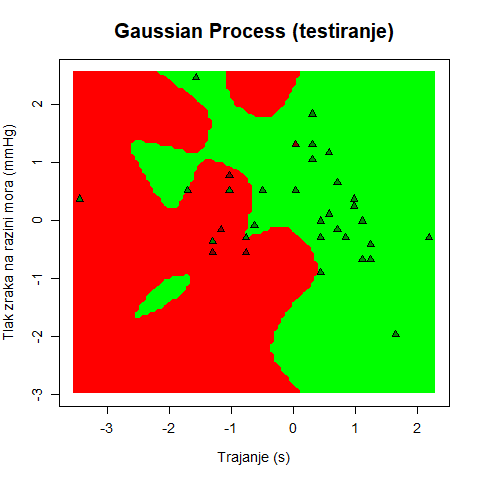 Gaussian Process (testiranje)
Tlak zraka na razini mora (mmHg)
2
1
0
-1
-2
-3
-3 -2 -1 0 1 2
Trajanje (s)